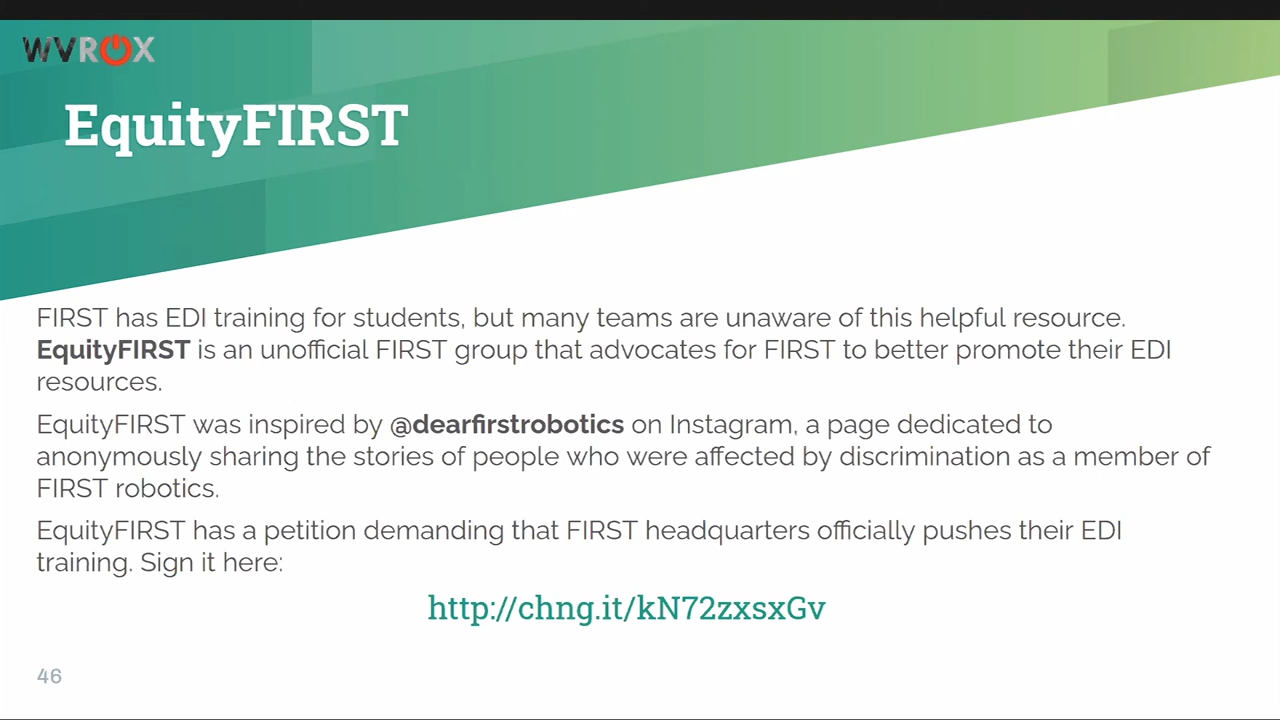 WVROX
EquityFIRST
FIRST has EDI training for students, but many teams are unaware of this helpful resource.
EquityFIRST is an unofficial FIRST group that advocates for FIRST to better promote their EDI
resources.
EquityFIRST was inspired by @dearfirstrobotics on Instagram, a page dedicated to
anonymously sharing the stories of people who were affected by discrimination as a member of
FIRST robotics.
EquityFIRST has a petition demanding that FIRST headquarters officially pushes their EDI
training. Sign it here:
http://chng.it/kN72zxsxGv
46